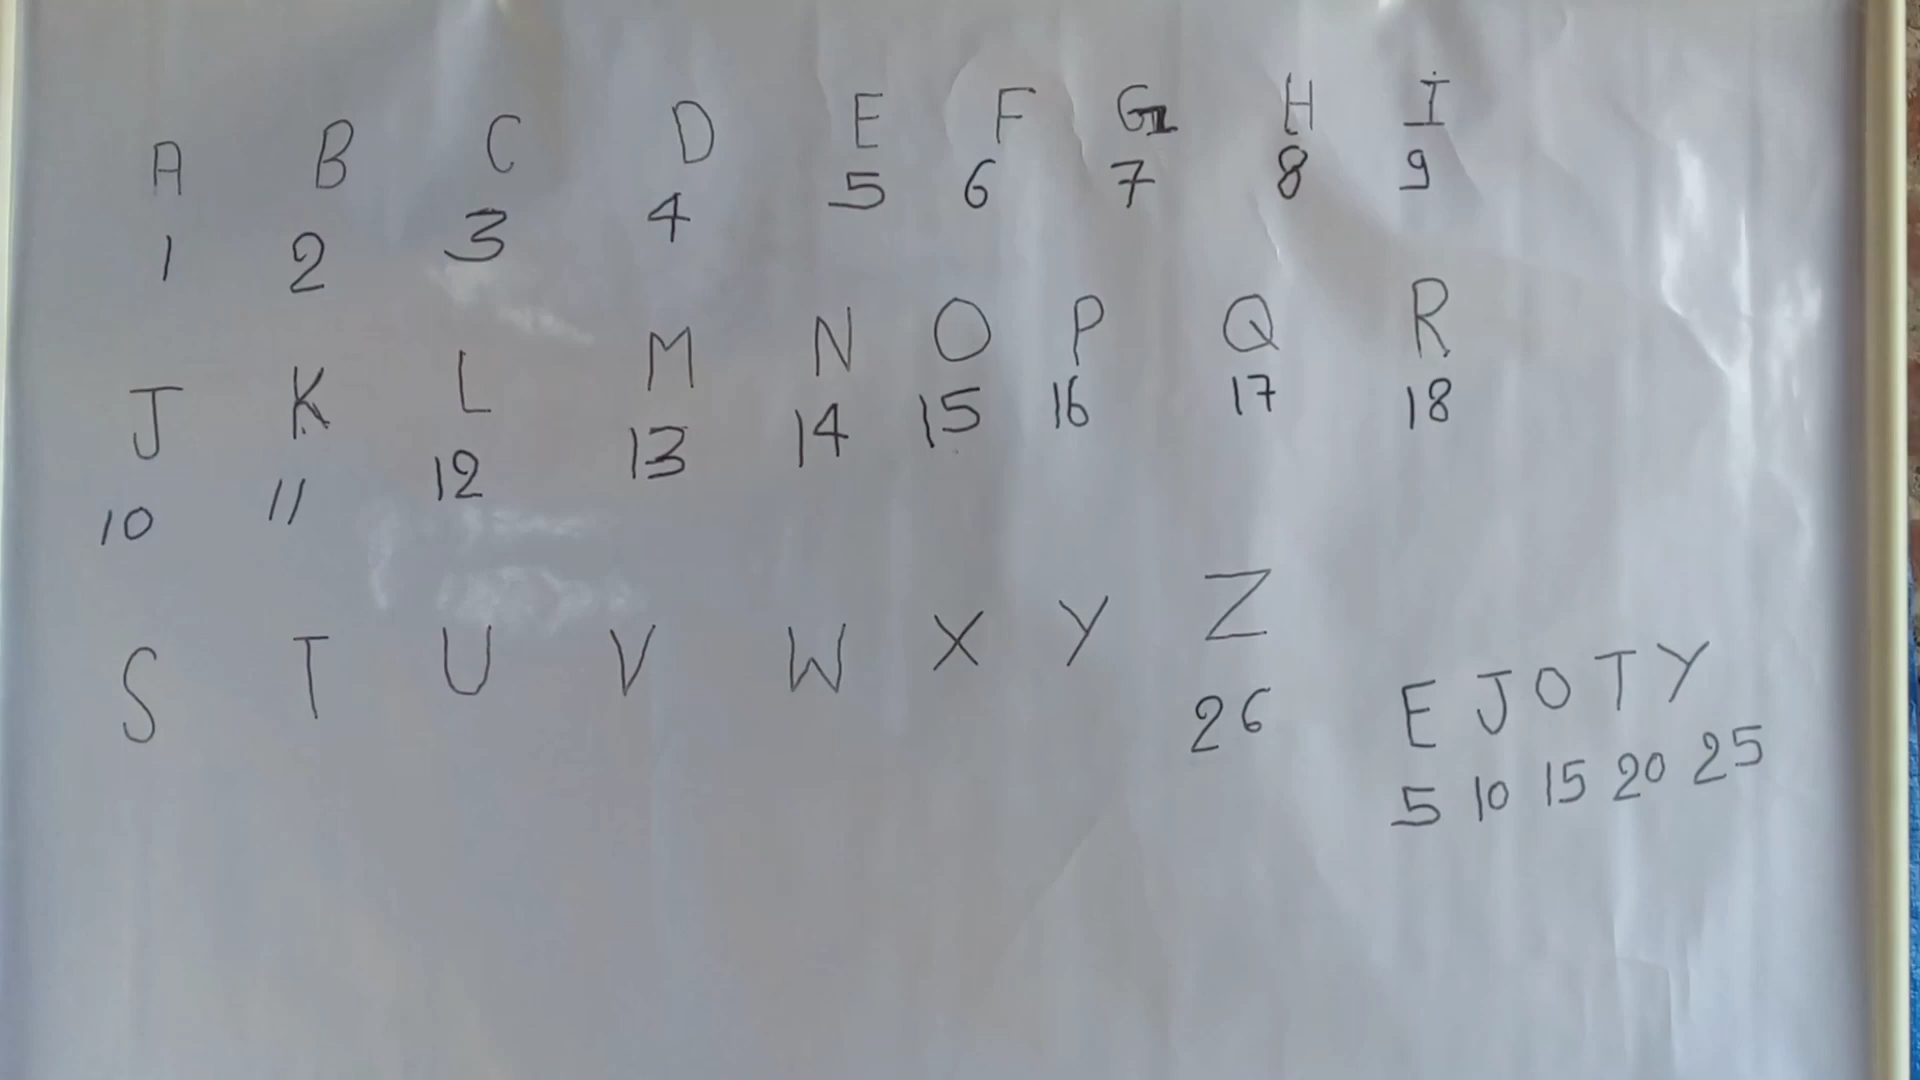 A B C D E F G H I
1 2 3 4 5 6 7 8 9
J K L M N O P Q R
10 11 12 13 14 15 16 17 18
S T U V W X Y Z
26
E J O T Y
5 10 15 20 25